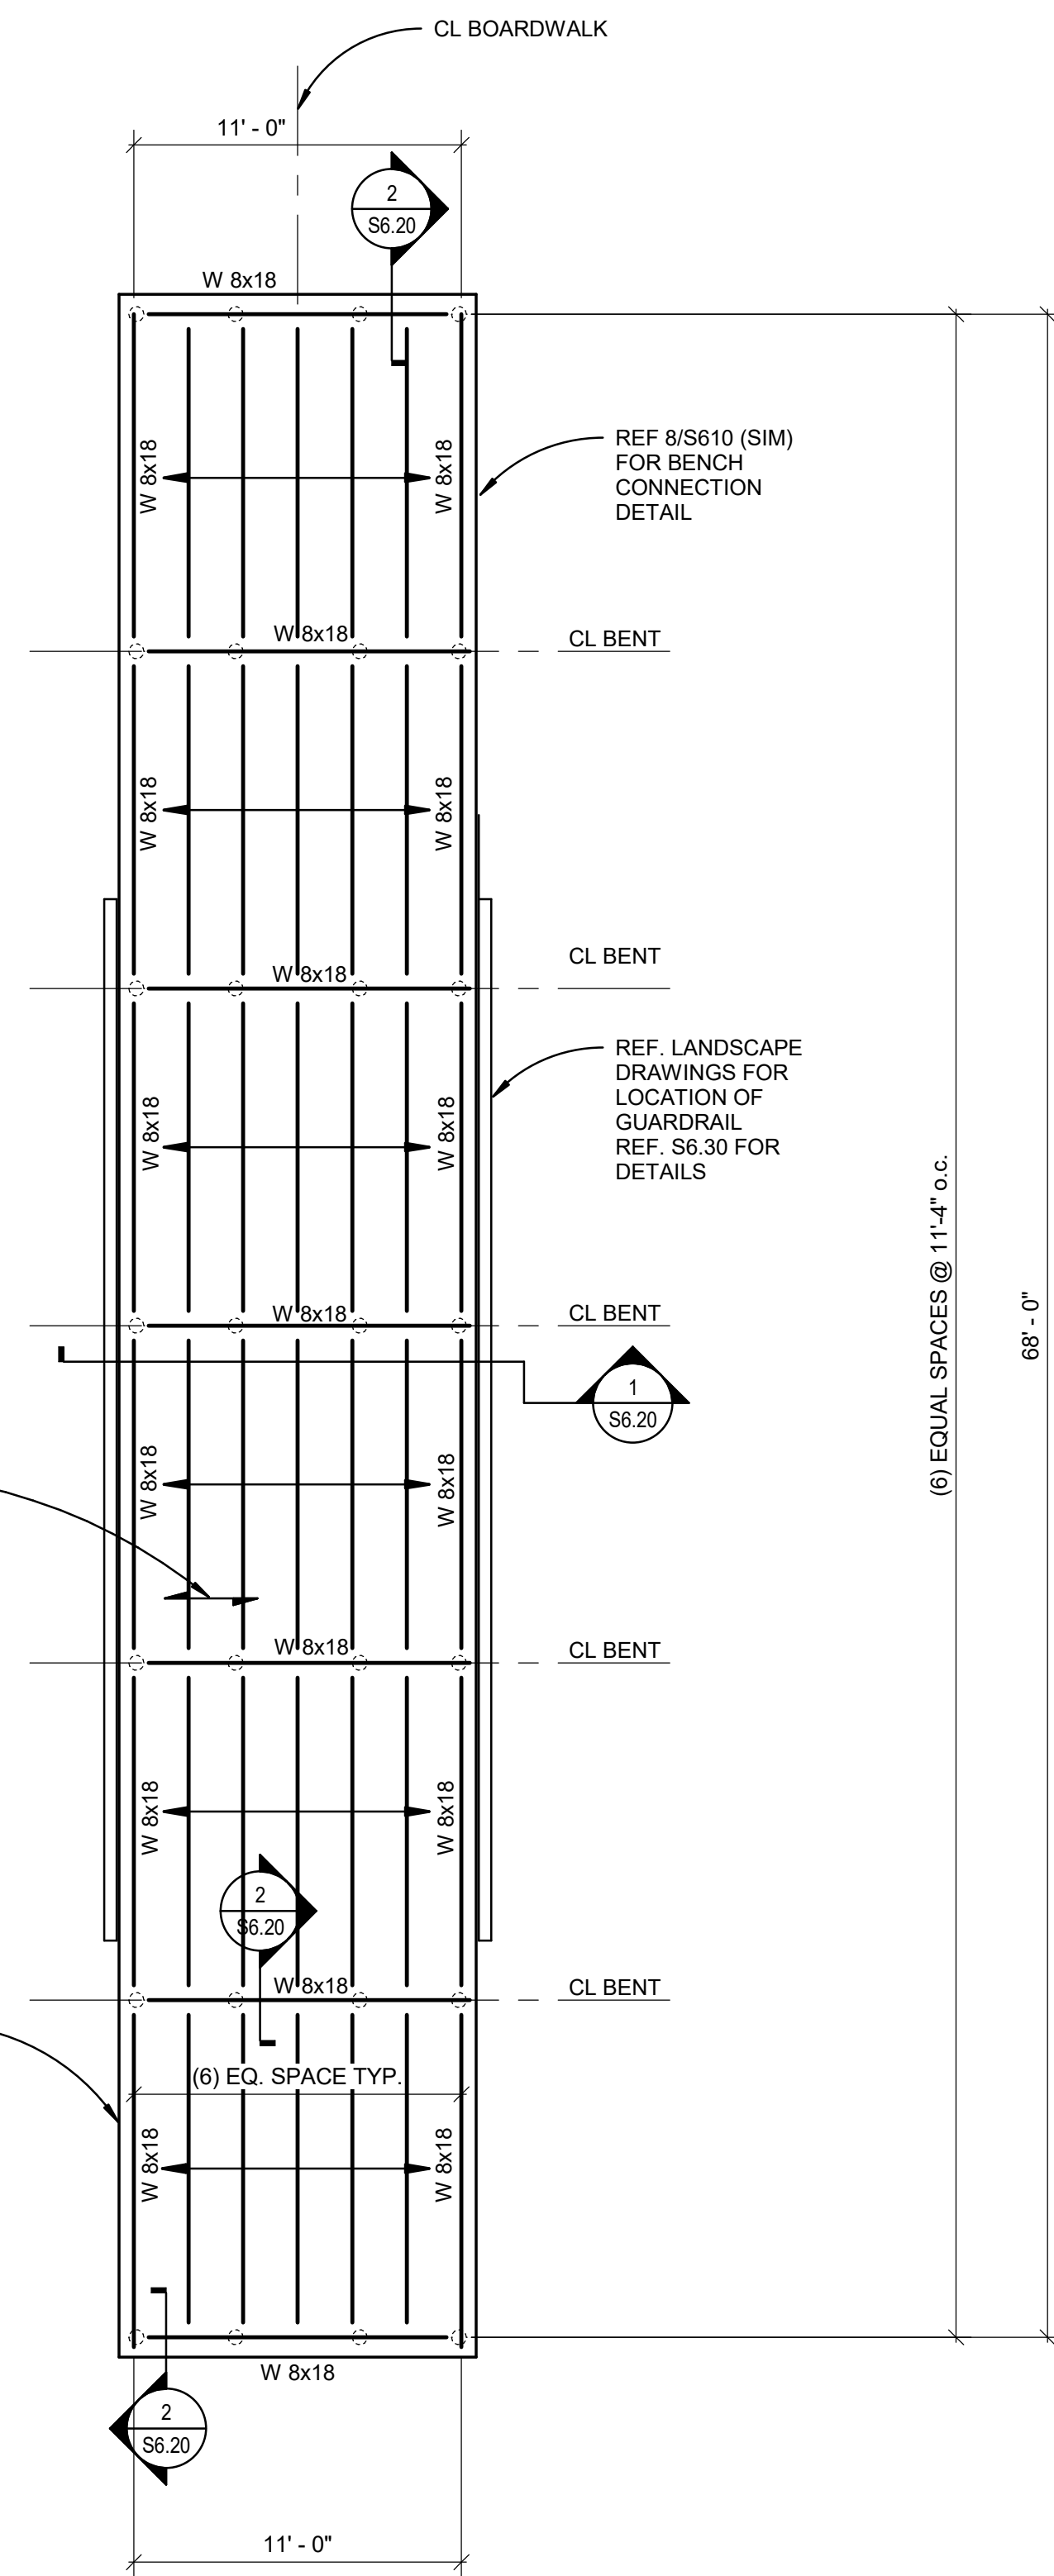 CL BOARDWALK
11' - 0"
2
S6.20
W 8x18
REF 8/S610 (SIM)
FOR BENCH
CONNECTION
DETAIL
W 8x18
W 8x18
W 8x18
CL BENT
W 8x18
W 8x18
W 8x18
CL BENT
REF. LANDSCAPE
DRAWINGS FOR
LOCATION OF
GUARDRAIL
REF. S6.30 FOR
DETAILS
W 8x18
W 8x18
(6) EQUAL SPACES @ 11'-4" o.c.
68' - 0"
W 8x18
CL BENT
1
S6.20
W 8x18
W 8x18
W 8x18
CL BENT
W 8x18
W 8x18
2
S6.20
W 8x18
CL BENT
(6) EQ. SPACE TYP.
W 8x18
W 8x18
W 8x18
2
S6.20
11' - 0"